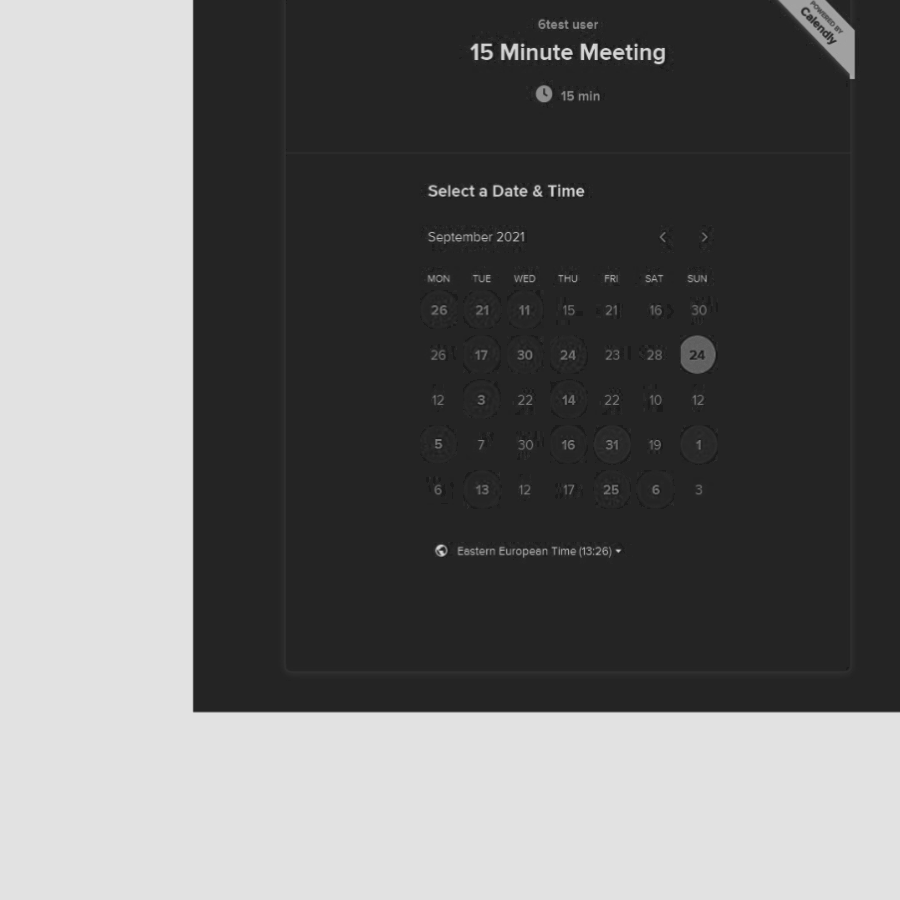 POWERED BY
Calendly
6test user
15 Minute Meeting
15 min
Select a Date & Time
September 2021
MON TUE WED THU FRI SAT SUN
26 21 11 15 21 16 30
26 17 30 24 23 28 24
12 3 22 14 22 10 12
5 7 30 16 31 19 1
6 13 12 17 25 6 3
Eastern European Time (13:26)